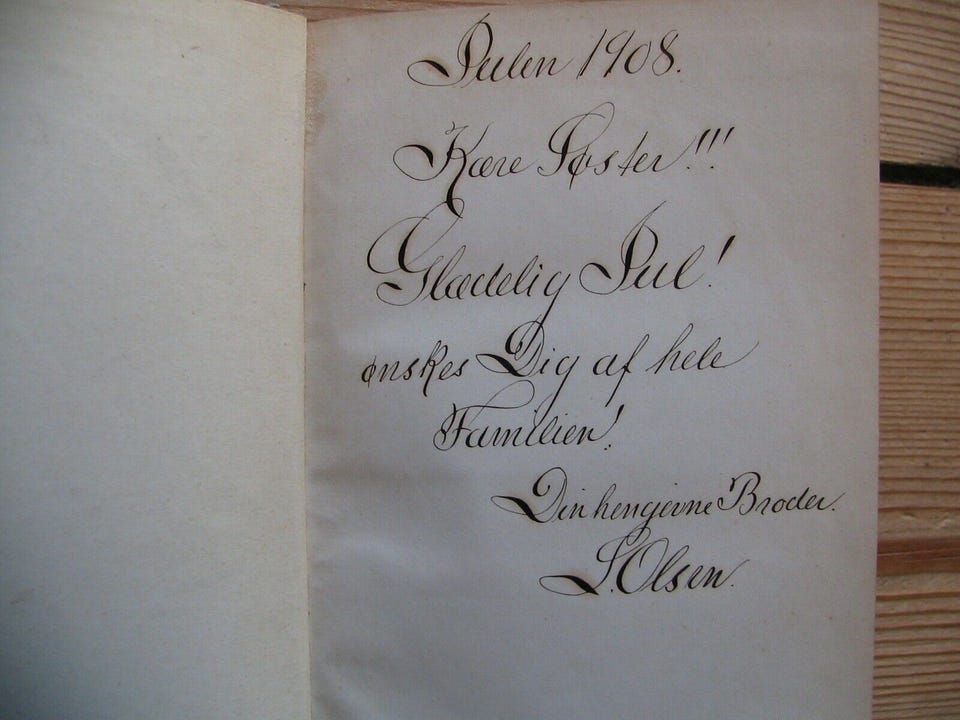 Julen 1908.
Kære Søster!!!
Glædelig Jul!
ønskes Dig af hele
Familien!
Din hengivne Broder.
S. Olsen.